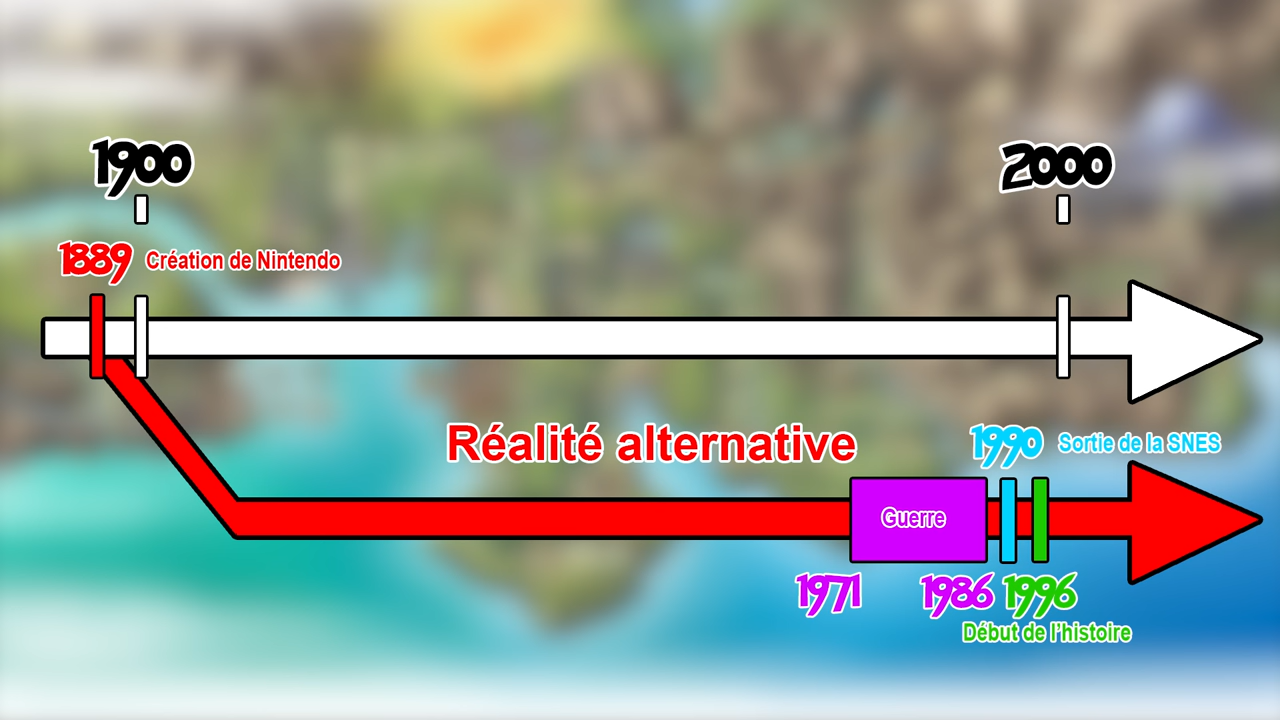 1900
2000
1889 Création de Nintendo
Réalité alternative
1990 Sortie de la SNES
Guerre
1971
1986
1996
Début de l'histoire